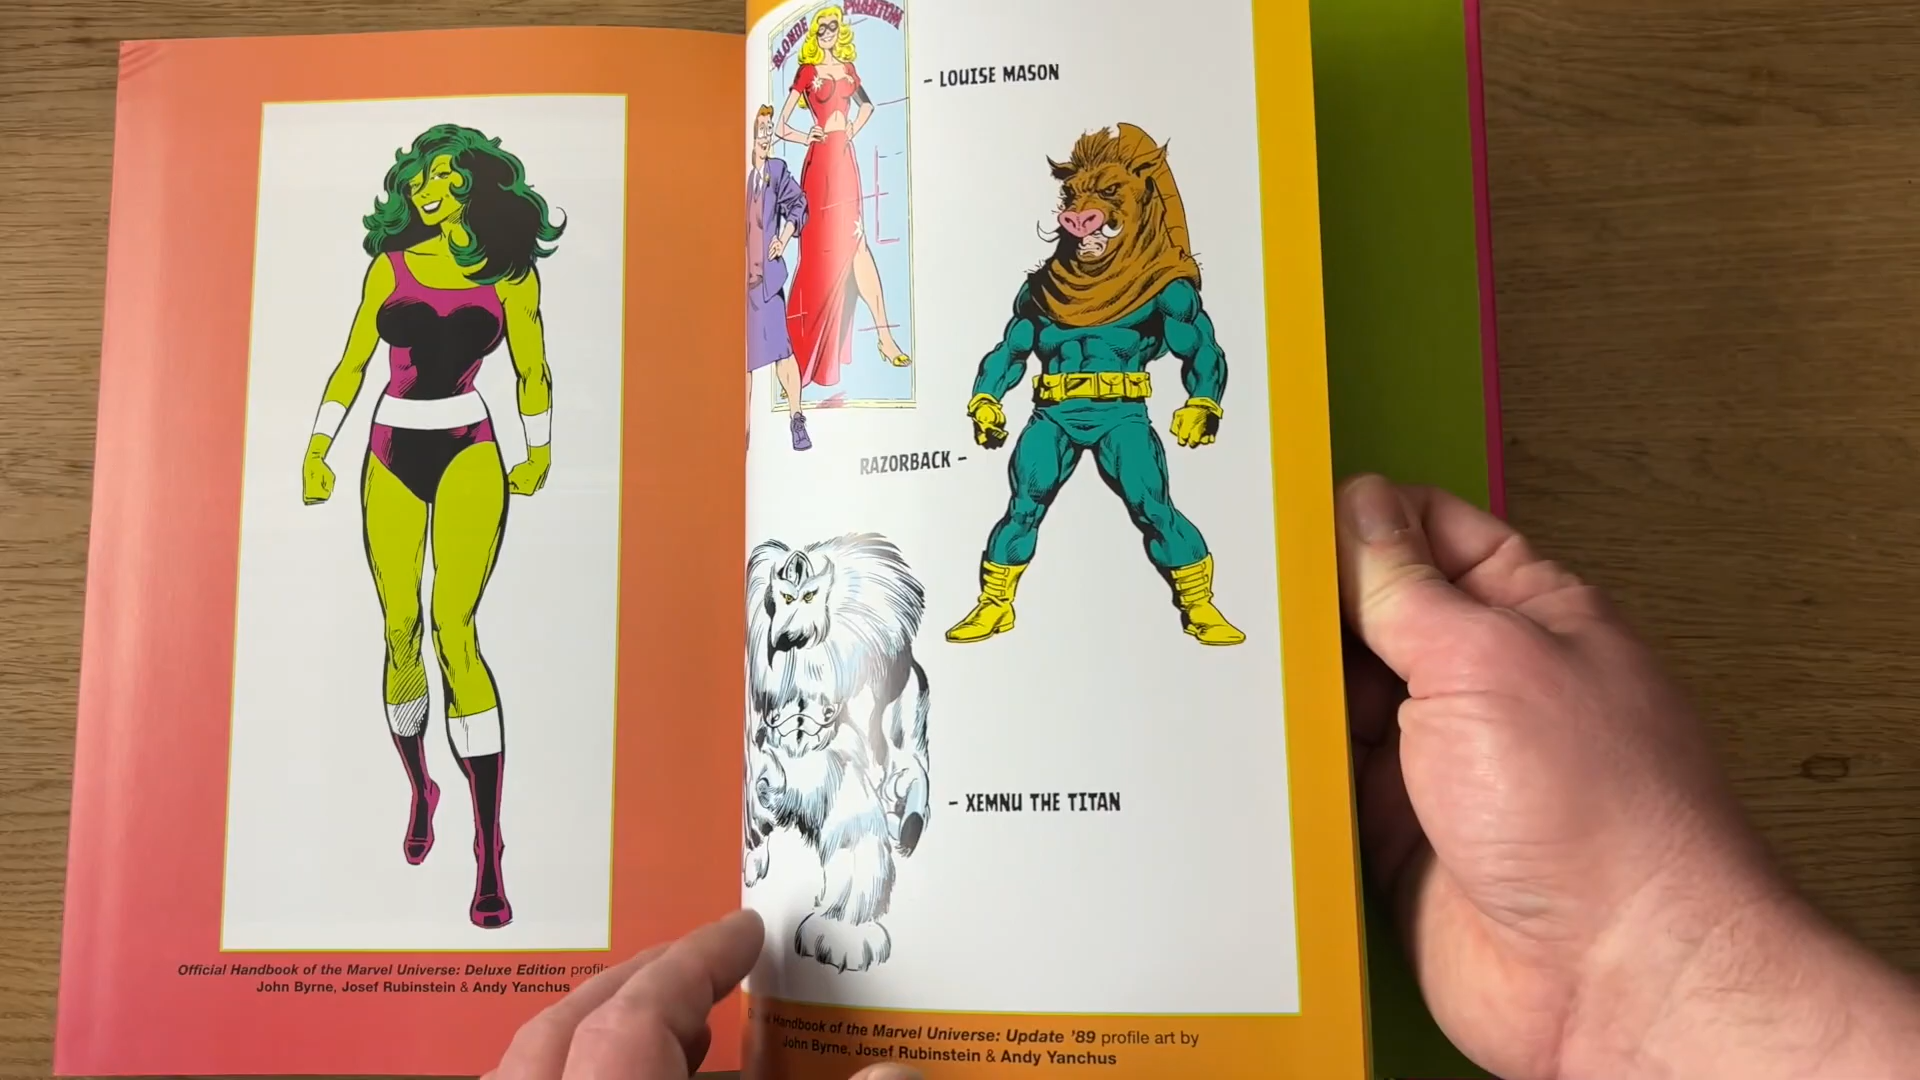 BLONDE PHANTOM
– LOUISE MASON
RAZORBACK –
– XEMNU THE TITAN
Official Handbook of the Marvel Universe: Deluxe Edition
John Byrne, Josef Rubinstein & Andy Yanchus
Handbook of the Marvel Universe: Update '89 profile art by
John Byrne, Josef Rubinstein & Andy Yanchus